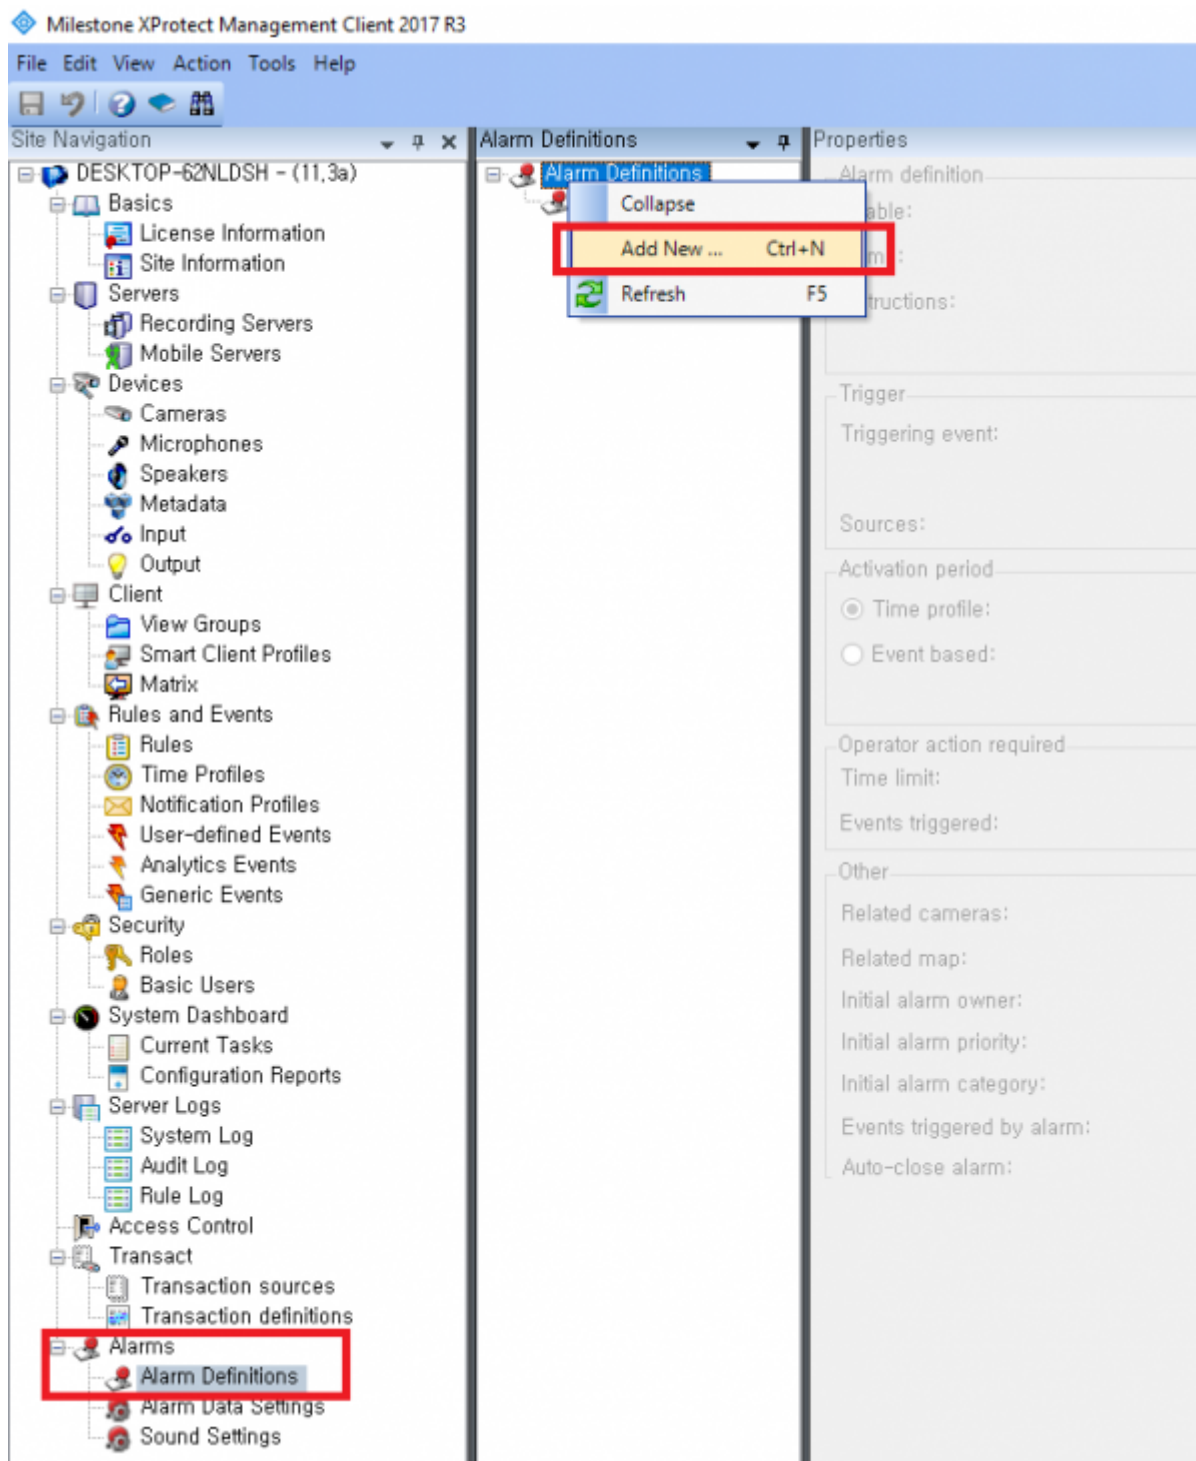 Milestone XProtect Management Client 2017 R3
File Edit View Action Tools Help
Site Navigation
DESKTOP-62NLDSH - (11,3a)
Basics
License Information
Site Information
Servers
Recording Servers
Mobile Servers
Devices
Cameras
Microphones
Speakers
Metadata
Input
Output
Client
View Groups
Smart Client Profiles
Matrix
Rules and Events
Rules
Time Profiles
Notification Profiles
User-defined Events
Analytics Events
Generic Events
Security
Roles
Basic Users
System Dashboard
Current Tasks
Configuration Reports
Server Logs
System Log
Audit Log
Rule Log
Access Control
Transact
Transaction sources
Transaction definitions
Alarms
Alarm Definitions
Alarm Data Settings
Sound Settings
Alarm Definitions
Alarm Definitions
Collapse
Add New ... Ctrl+N
Refresh F5
Properties
Alarm definition
able:
m :
tructions:
Trigger
Triggering event:
Sources:
Activation period
Time profile:
Event based:
Operator action required
Time limit:
Events triggered:
Other
Related cameras:
Related map:
Initial alarm owner:
Initial alarm priority:
Initial alarm category:
Events triggered by alarm:
Auto-close alarm: